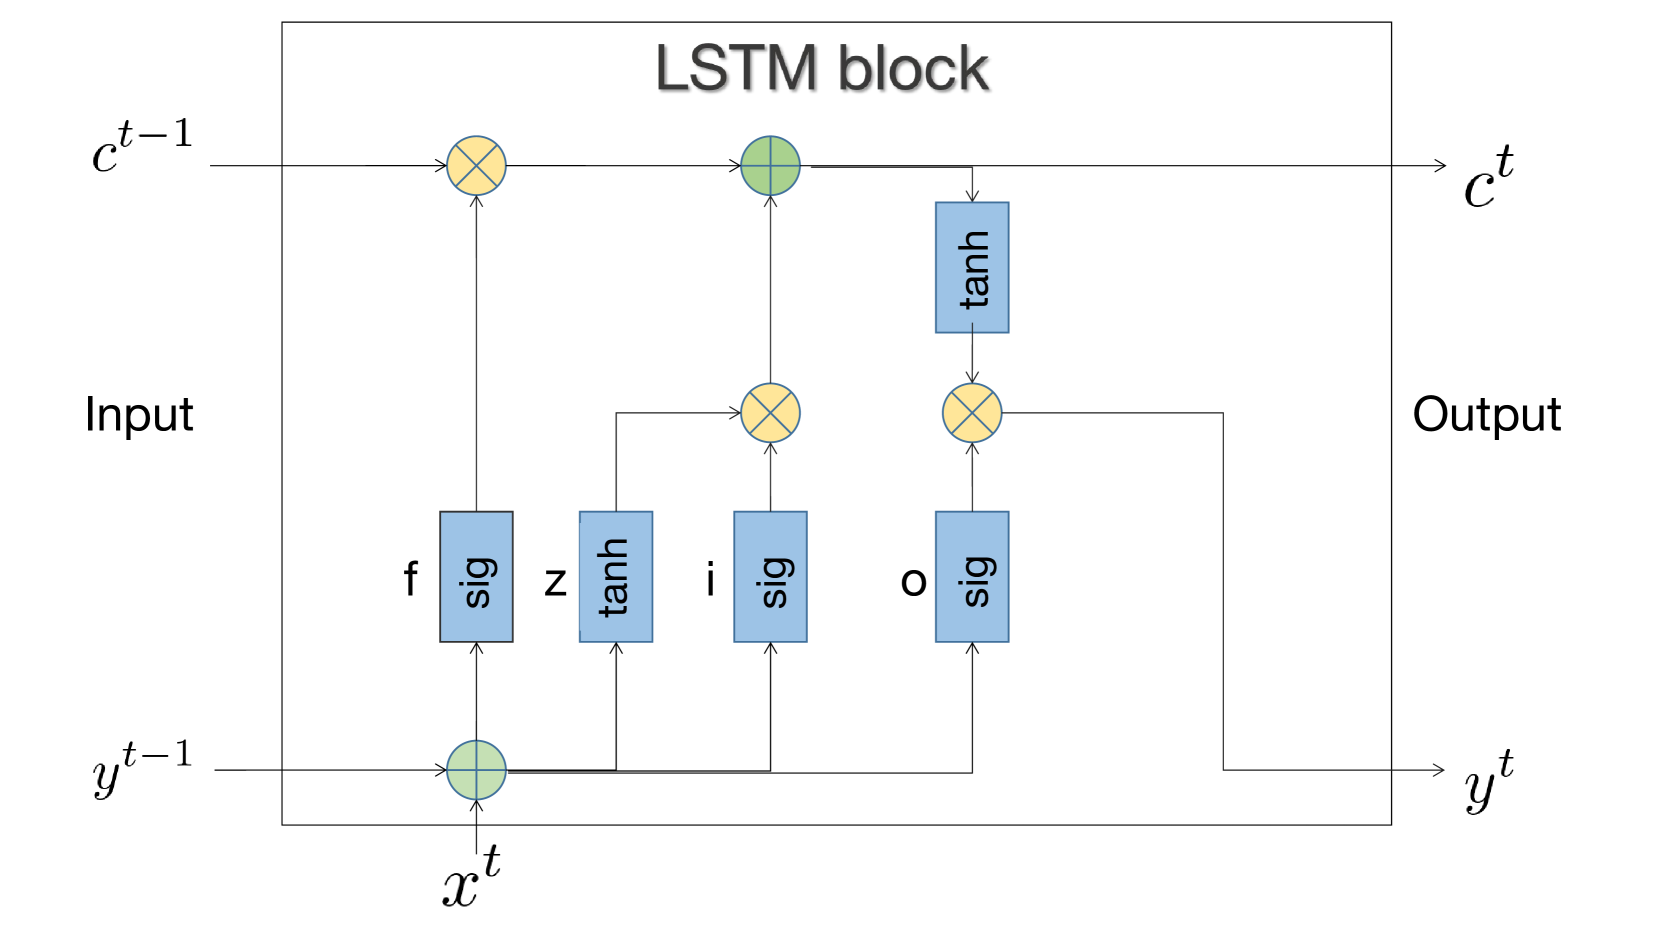 LSTM block
c^{t-1}
c^t
tanh
Input
Output
f
sig
z
tanh
i
sig
o
sig
y^{t-1}
y^t
x^t